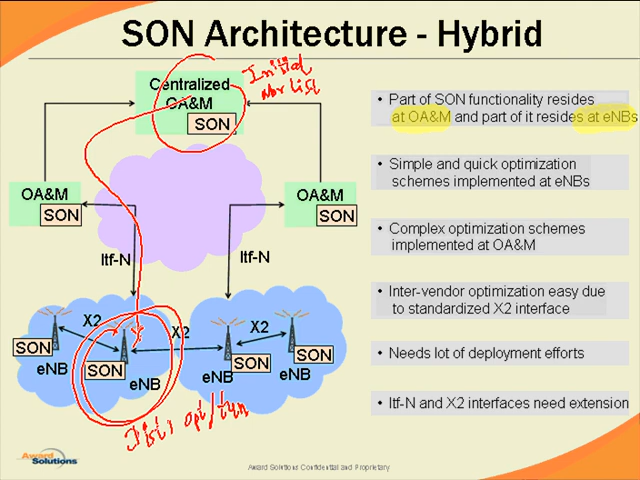 SON Architecture - Hybrid
Centralized
OA&M
SON
Initial
nbr list
OA&M
SON
OA&M
SON
Itf-N
Itf-N
X2
X2
X2
SON
eNB
SON
eNB
eNB
SON
eNB
SON
• Part of SON functionality resides
at OA&M and part of it resides at eNBs
• Simple and quick optimization
schemes implemented at eNBs
• Complex optimization schemes
implemented at OA&M
• Inter-vendor optimization easy due
to standardized X2 interface
• Needs lot of deployment efforts
• Itf-N and X2 interfaces need extension
Award
Solutions
Award Solutions Confidential and Proprietary